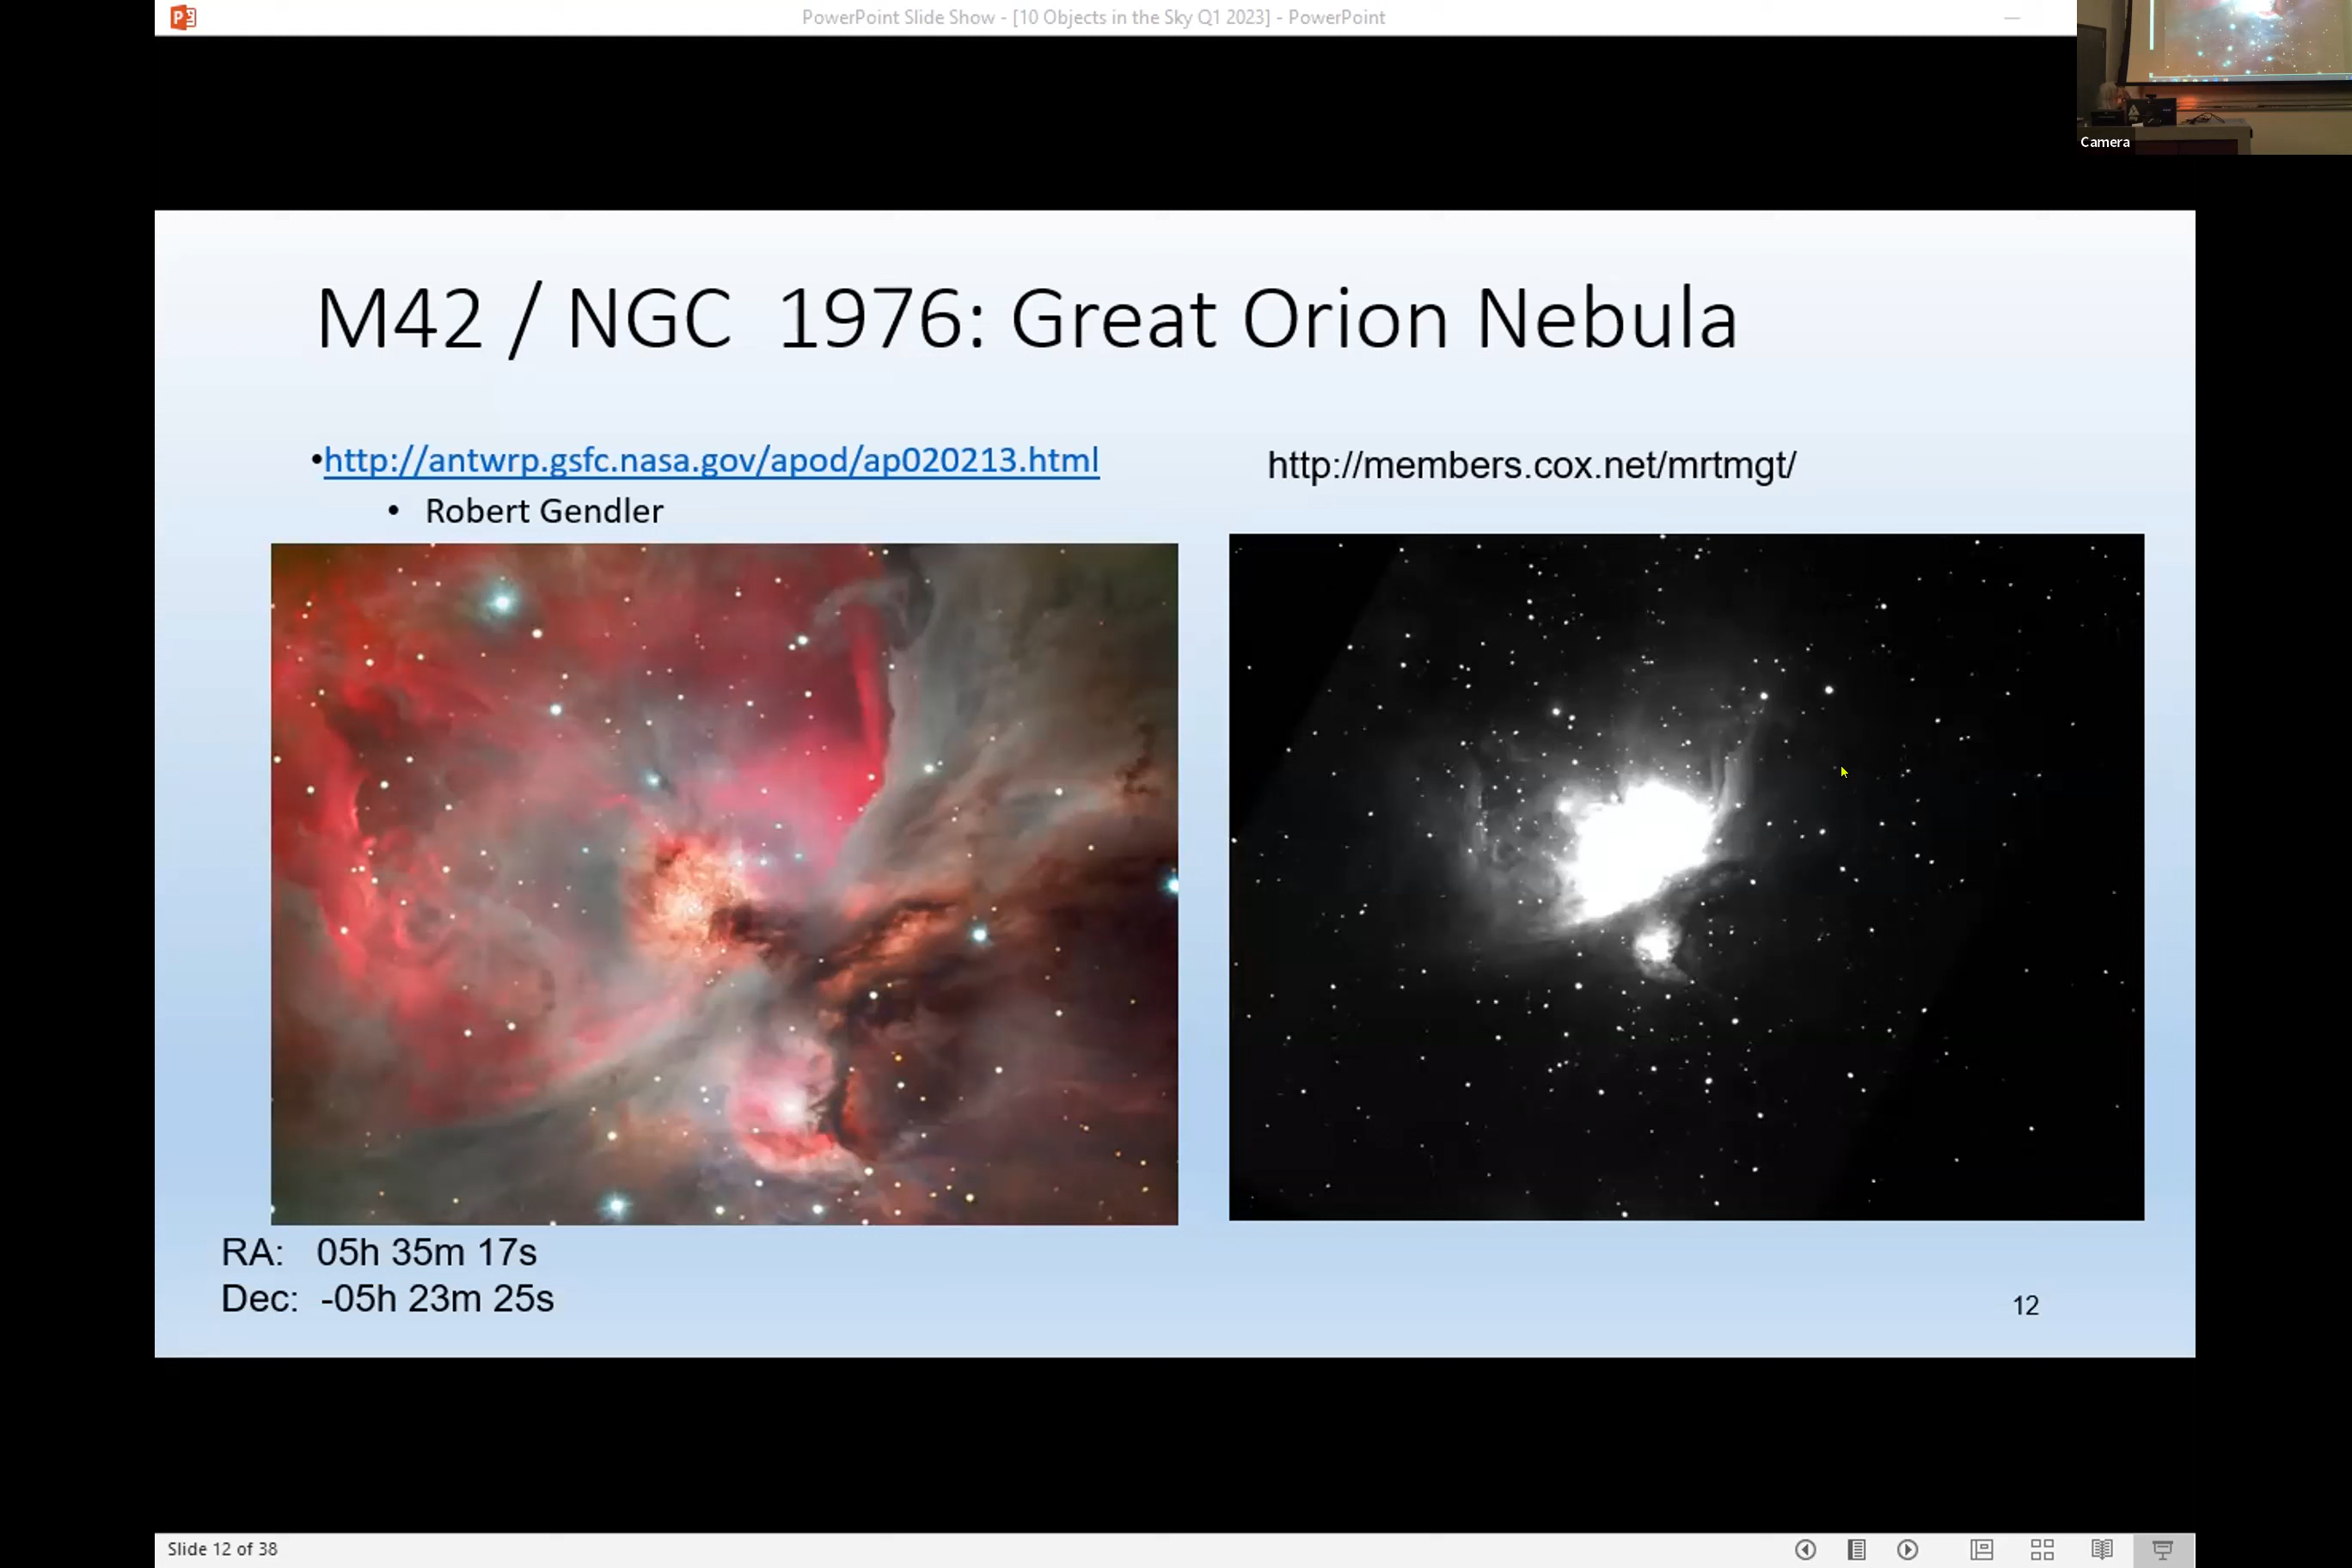 PowerPoint Slide Show - [10 Objects in the Sky Q1 2023] - PowerPoint
Camera
M42 / NGC  1976: Great Orion Nebula
•http://antwrp.gsfc.nasa.gov/apod/ap020213.html
• Robert Gendler
http://members.cox.net/mrtmgt/
RA:   05h 35m 17s
Dec:  -05h 23m 25s
12
Slide 12 of 38